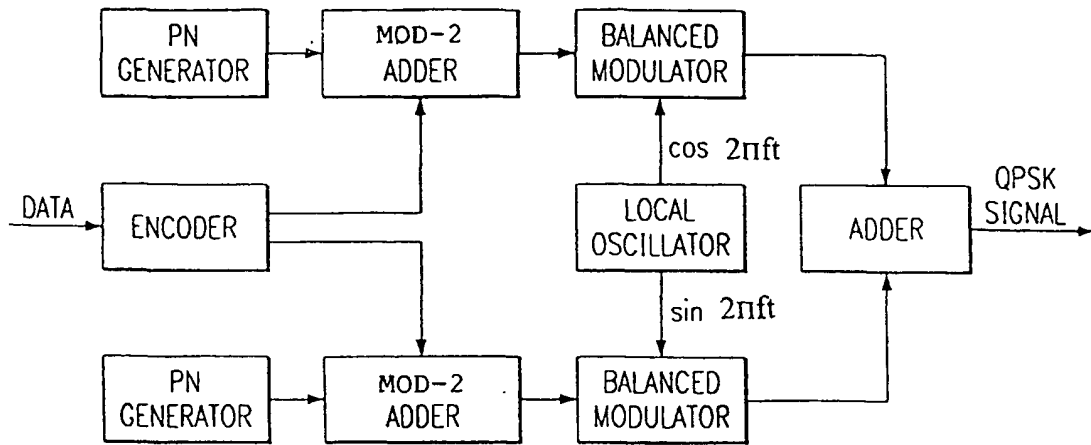 PN
GENERATOR
MOD-2
ADDER
BALANCED
MODULATOR
cos 2πft
DATA
ENCODER
LOCAL
OSCILLATOR
ADDER
QPSK
SIGNAL
sin 2πft
PN
GENERATOR
MOD-2
ADDER
BALANCED
MODULATOR